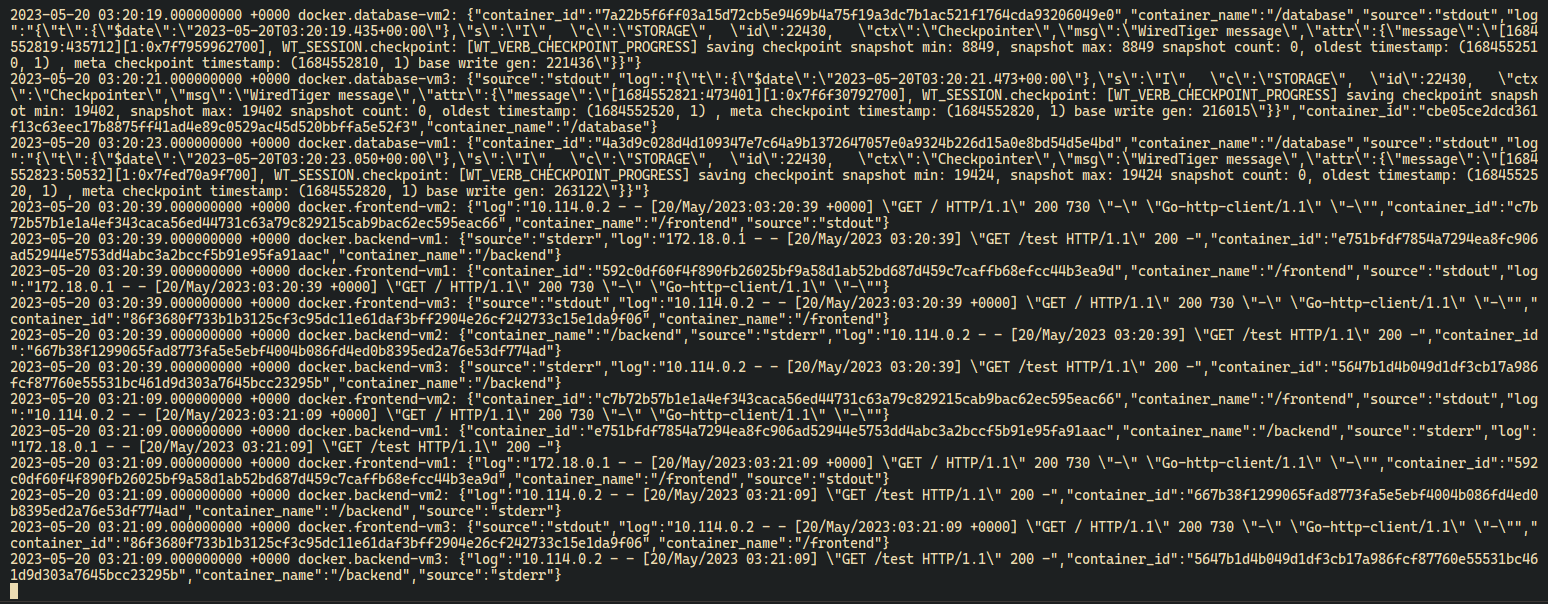 2023-05-20 03:20:19.000000000 +0000 docker.database-vm2: {"container_id":"7a22b5f6ff03a15d72cb5e9469b4a75f19a3dc7b1ac521f1764cda93206049e0","container_name":"/database","source":"stdout","log
":"{\"t\":{\"$date\":\"2023-05-20T03:20:19.435+00:00\"},\"s\":\"I\",  \"c\":\"STORAGE\",  \"id\":22430,   \"ctx\":\"Checkpointer\",\"msg\":\"WiredTiger message\",\"attr\":{\"message\":\"[1684
552819:435712][1:0x7f7959962700], WT_SESSION.checkpoint: [WT_VERB_CHECKPOINT_PROGRESS] saving checkpoint snapshot min: 8849, snapshot max: 8849 snapshot count: 0, oldest timestamp: (168455251
0, 1) , meta checkpoint timestamp: (1684552810, 1) base write gen: 221436\"}}"}
2023-05-20 03:20:21.000000000 +0000 docker.database-vm3: {"source":"stdout","log":"{\"t\":{\"$date\":\"2023-05-20T03:20:21.473+00:00\"},\"s\":\"I\",  \"c\":\"STORAGE\",  \"id\":22430,   \"ctx
\":\"Checkpointer\",\"msg\":\"WiredTiger message\",\"attr\":{\"message\":\"[1684552821:473401][1:0x7f6f30792700], WT_SESSION.checkpoint: [WT_VERB_CHECKPOINT_PROGRESS] saving checkpoint snapsh
ot min: 19402, snapshot max: 19402 snapshot count: 0, oldest timestamp: (1684552520, 1) , meta checkpoint timestamp: (1684552820, 1) base write gen: 216015\"}}","container_id":"cbe05ce2dcd361
f13c63eec17b8875ff41ad4e89c0529ac45d520bbffa5e52f3","container_name":"/database"}
2023-05-20 03:20:23.000000000 +0000 docker.database-vm1: {"container_id":"4a3d9c028d4d109347e7c64a9b1372647057e0a9324b226d15a0e8bd54d5e4bd","container_name":"/database","source":"stdout","log
":"{\"t\":{\"$date\":\"2023-05-20T03:20:23.050+00:00\"},\"s\":\"I\",  \"c\":\"STORAGE\",  \"id\":22430,   \"ctx\":\"Checkpointer\",\"msg\":\"WiredTiger message\",\"attr\":{\"message\":\"[1684
552823:50532][1:0x7fed70a9f700], WT_SESSION.checkpoint: [WT_VERB_CHECKPOINT_PROGRESS] saving checkpoint snapshot min: 19424, snapshot max: 19424 snapshot count: 0, oldest timestamp: (16845525
20, 1) , meta checkpoint timestamp: (1684552820, 1) base write gen: 263122\"}}"}
2023-05-20 03:20:39.000000000 +0000 docker.frontend-vm2: {"log":"10.114.0.2 - - [20/May/2023:03:20:39 +0000] \"GET / HTTP/1.1\" 200 730 \"-\" \"Go-http-client/1.1\" \"-\"","container_id":"c7b
72b57b1e1a4ef343caca56ed44731c63a79c829215cab9bac62ec595eac66","container_name":"/frontend","source":"stdout"}
2023-05-20 03:20:39.000000000 +0000 docker.backend-vm1: {"source":"stderr","log":"172.18.0.1 - - [20/May/2023 03:20:39] \"GET /test HTTP/1.1\" 200 -","container_id":"e751bfdf7854a7294ea8fc906
ad52944e5753dd4abc3a2bccf5b91e95fa91aac","container_name":"/backend"}
2023-05-20 03:20:39.000000000 +0000 docker.frontend-vm1: {"container_id":"592c0df60f4f890fb26025bf9a58d1ab52bd687d459c7caffb68efcc44b3ea9d","container_name":"/frontend","source":"stdout","log
":"172.18.0.1 - - [20/May/2023:03:20:39 +0000] \"GET / HTTP/1.1\" 200 730 \"-\" \"Go-http-client/1.1\" \"-\""}
2023-05-20 03:20:39.000000000 +0000 docker.frontend-vm3: {"source":"stdout","log":"10.114.0.2 - - [20/May/2023:03:20:39 +0000] \"GET / HTTP/1.1\" 200 730 \"-\" \"Go-http-client/1.1\" \"-\"","
container_id":"86f3680f733b1b3125cf3c95dc11e61daf3bff2904e26cf242733c15e1da9f06","container_name":"/frontend"}
2023-05-20 03:20:39.000000000 +0000 docker.backend-vm2: {"container_name":"/backend","source":"stderr","log":"10.114.0.2 - - [20/May/2023 03:20:39] \"GET /test HTTP/1.1\" 200 -","container_id
":"667b38f1299065fad8773fa5e5ebf4004b086fd4ed0b8395ed2a76e53df774ad"}
2023-05-20 03:20:39.000000000 +0000 docker.backend-vm3: {"source":"stderr","log":"10.114.0.2 - - [20/May/2023 03:20:39] \"GET /test HTTP/1.1\" 200 -","container_id":"5647b1d4b049d1df3cb17a986
fcf87760e55531bc461d9d303a7645bcc23295b","container_name":"/backend"}
2023-05-20 03:21:09.000000000 +0000 docker.frontend-vm2: {"container_id":"c7b72b57b1e1a4ef343caca56ed44731c63a79c829215cab9bac62ec595eac66","container_name":"/frontend","source":"stdout","log
":"10.114.0.2 - - [20/May/2023:03:21:09 +0000] \"GET / HTTP/1.1\" 200 730 \"-\" \"Go-http-client/1.1\" \"-\""}
2023-05-20 03:21:09.000000000 +0000 docker.backend-vm1: {"container_id":"e751bfdf7854a7294ea8fc906ad52944e5753dd4abc3a2bccf5b91e95fa91aac","container_name":"/backend","source":"stderr","log":
"172.18.0.1 - - [20/May/2023 03:21:09] \"GET /test HTTP/1.1\" 200 -"}
2023-05-20 03:21:09.000000000 +0000 docker.frontend-vm1: {"log":"172.18.0.1 - - [20/May/2023:03:21:09 +0000] \"GET / HTTP/1.1\" 200 730 \"-\" \"Go-http-client/1.1\" \"-\"","container_id":"592
c0df60f4f890fb26025bf9a58d1ab52bd687d459c7caffb68efcc44b3ea9d","container_name":"/frontend","source":"stdout"}
2023-05-20 03:21:09.000000000 +0000 docker.backend-vm2: {"log":"10.114.0.2 - - [20/May/2023 03:21:09] \"GET /test HTTP/1.1\" 200 -","container_id":"667b38f1299065fad8773fa5e5ebf4004b086fd4ed0
b8395ed2a76e53df774ad","container_name":"/backend","source":"stderr"}
2023-05-20 03:21:09.000000000 +0000 docker.frontend-vm3: {"source":"stdout","log":"10.114.0.2 - - [20/May/2023:03:21:09 +0000] \"GET / HTTP/1.1\" 200 730 \"-\" \"Go-http-client/1.1\" \"-\"","
container_id":"86f3680f733b1b3125cf3c95dc11e61daf3bff2904e26cf242733c15e1da9f06","container_name":"/frontend"}
2023-05-20 03:21:09.000000000 +0000 docker.backend-vm3: {"log":"10.114.0.2 - - [20/May/2023 03:21:09] \"GET /test HTTP/1.1\" 200 -","container_id":"5647b1d4b049d1df3cb17a986fcf87760e55531bc46
1d9d303a7645bcc23295b","container_name":"/backend","source":"stderr"}